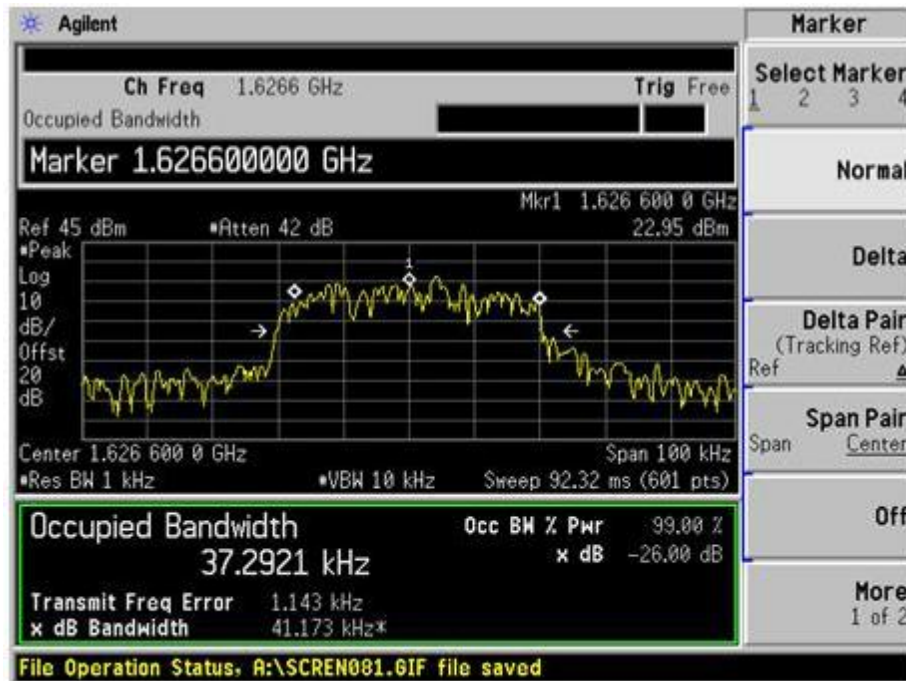 Agilent
Marker
Ch Freq 1.6266 GHz
Trig Free
Occupied Bandwidth
Marker 1.626600000 GHz
Mkr1 1.626 600 0 GHz
Ref 45 dBm
*Atten 42 dB
22.95 dBm
*Peak
Log
10
dB/
Offst
20
dB
1
Center 1.626 600 0 GHz
Span 100 kHz
*Res BW 1 kHz
*VBW 10 kHz
Sweep 92.32 ms (601 pts)
Occupied Bandwidth
37.2921 kHz
Occ BW % Pwr 99.00 %
x dB -26.00 dB
Transmit Freq Error 1.143 kHz
x dB Bandwidth 41.173 kHz*
File Operation Status, A:\SCREN081.GIF file saved
Select Marker
1 2 3 4
Normal
Delta
Delta Pair
(Tracking Ref)
Ref Δ
Span Pair
Span Center
Off
More
1 of 2